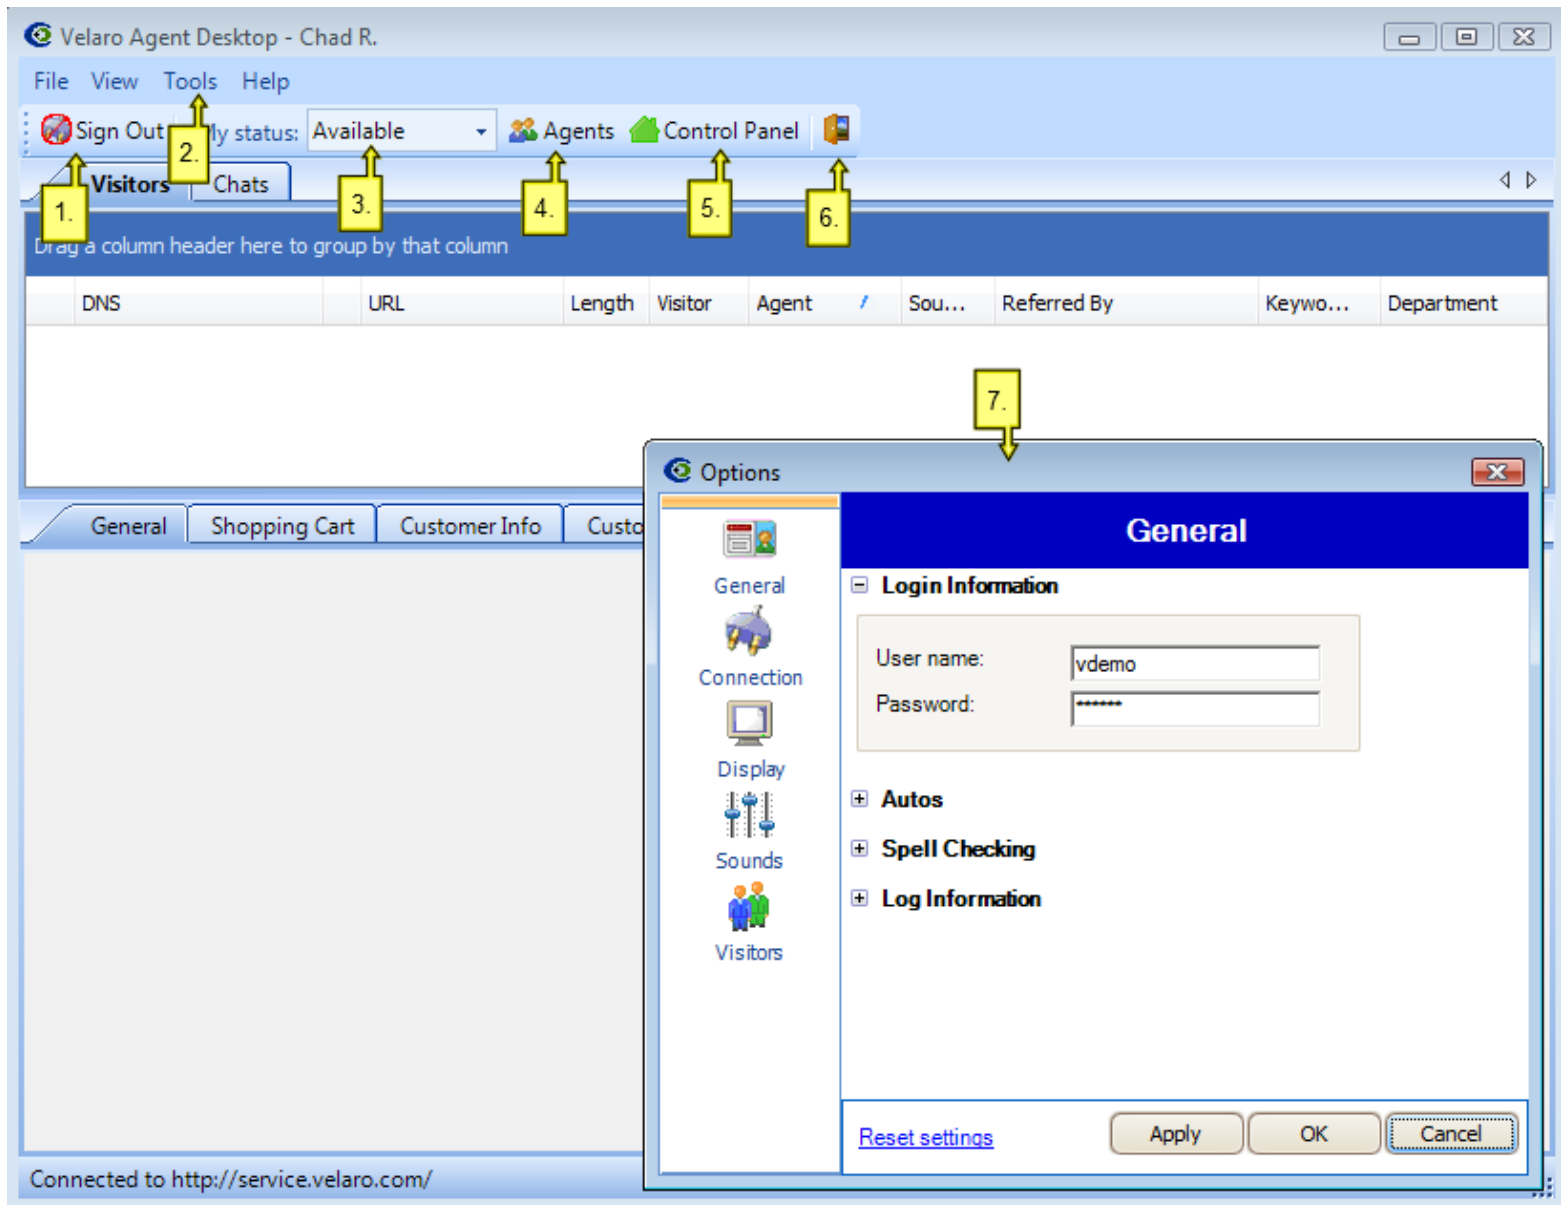 Velaro Agent Desktop - Chad R.
File View Tools Help
Sign Out My status: Available Agents Control Panel
1. 2. 3. 4. 5. 6.
Visitors Chats
Drag a column header here to group by that column
DNS URL Length Visitor Agent Sou... Referred By Keywo... Department
7.
Options
General Shopping Cart Customer Info Custo
General
General
Connection
Display
Sounds
Visitors
Login Information
User name: vdemo
Password: ******
Autos
Spell Checking
Log Information
Reset settings Apply OK Cancel
Connected to http://service.velaro.com/